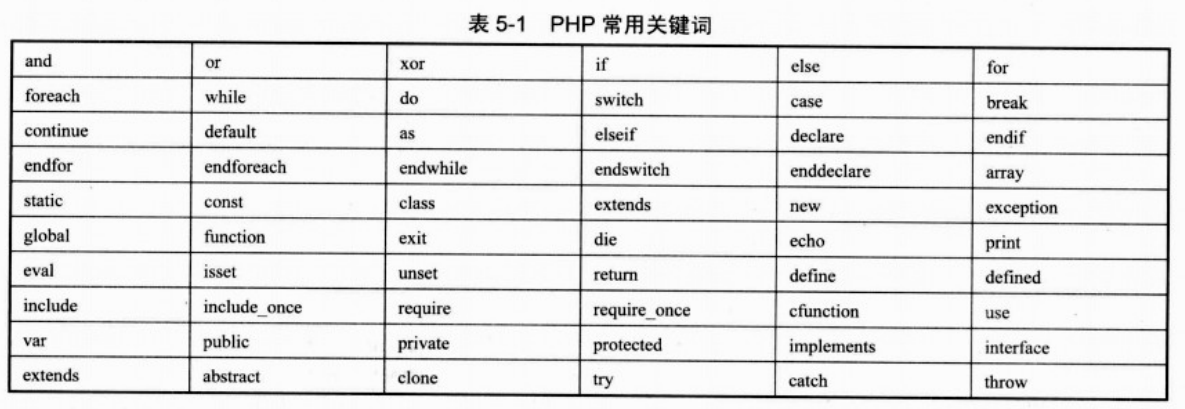 表 5-1 PHP 常用关键词
and or xor if else for
foreach while do switch case break
continue default as elseif declare endif
endfor endforeach endwhile endswitch enddeclare array
static const class extends new exception
global function exit die echo print
eval isset unset return define defined
include include_once require require_once cfunction use
var public private protected implements interface
extends abstract clone try catch throw